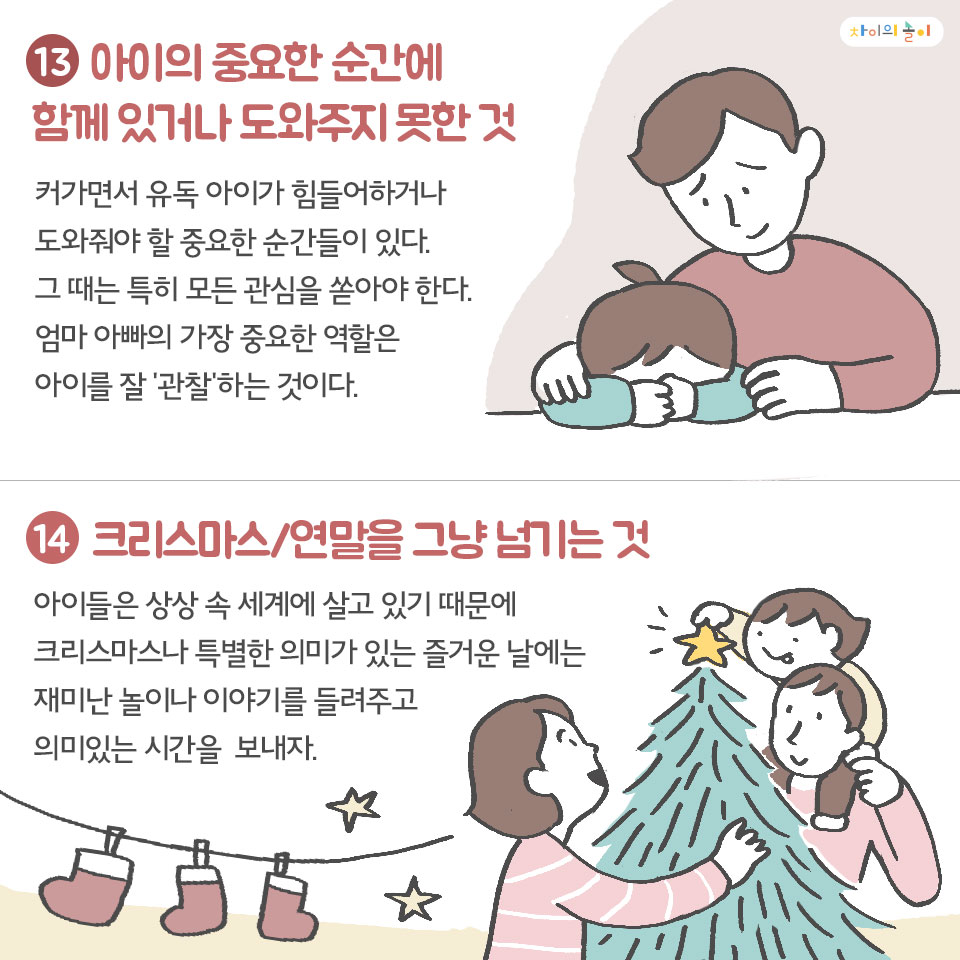 차이의 놀이
13 아이의 중요한 순간에
함께 있거나 도와주지 못한 것
커가면서 유독 아이가 힘들어하거나
도와줘야 할 중요한 순간들이 있다.
그 때는 특히 모든 관심을 쏟아야 한다.
엄마 아빠의 가장 중요한 역할은
아이를 잘 '관찰'하는 것이다.
14 크리스마스/연말을 그냥 넘기는 것
아이들은 상상 속 세계에 살고 있기 때문에
크리스마스나 특별한 의미가 있는 즐거운 날에는
재미난 놀이나 이야기를 들려주고
의미있는 시간을 보내자.